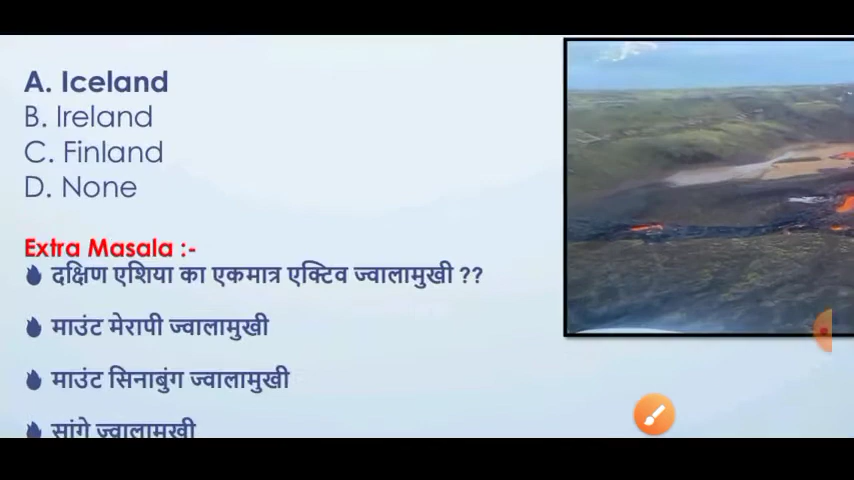 A. Iceland
B. Ireland
C. Finland
D. None
Extra Masala :-
दक्षिण एशिया का एकमात्र एक्टिव ज्वालामुखी ??
माउंट मेरापी ज्वालामुखी
माउंट सिनाबुंग ज्वालामुखी
सांगे ज्वालामुखी